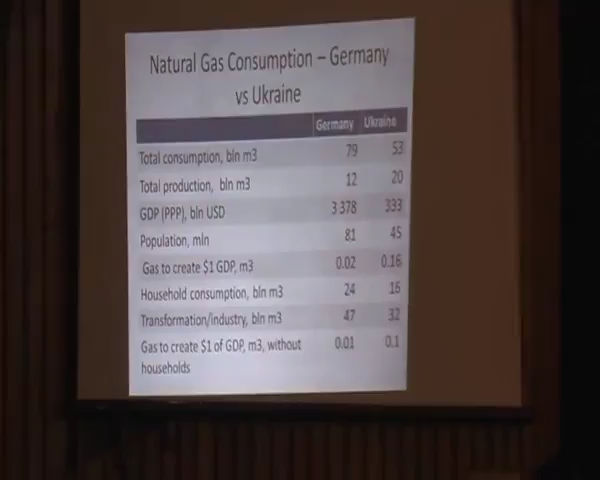 Natural Gas Consumption – Germany
vs Ukraine
Germany Ukraine
Total consumption, bln m3 79 53
Total production, bln m3 12 20
GDP (PPP), bln USD 3 378 333
Population, mln 81 45
Gas to create $1 GDP, m3 0.02 0.16
Household consumption, bln m3 24 16
Transformation/industry, bln m3 47 32
Gas to create $1 of GDP, m3, without 0.01 0.1
households